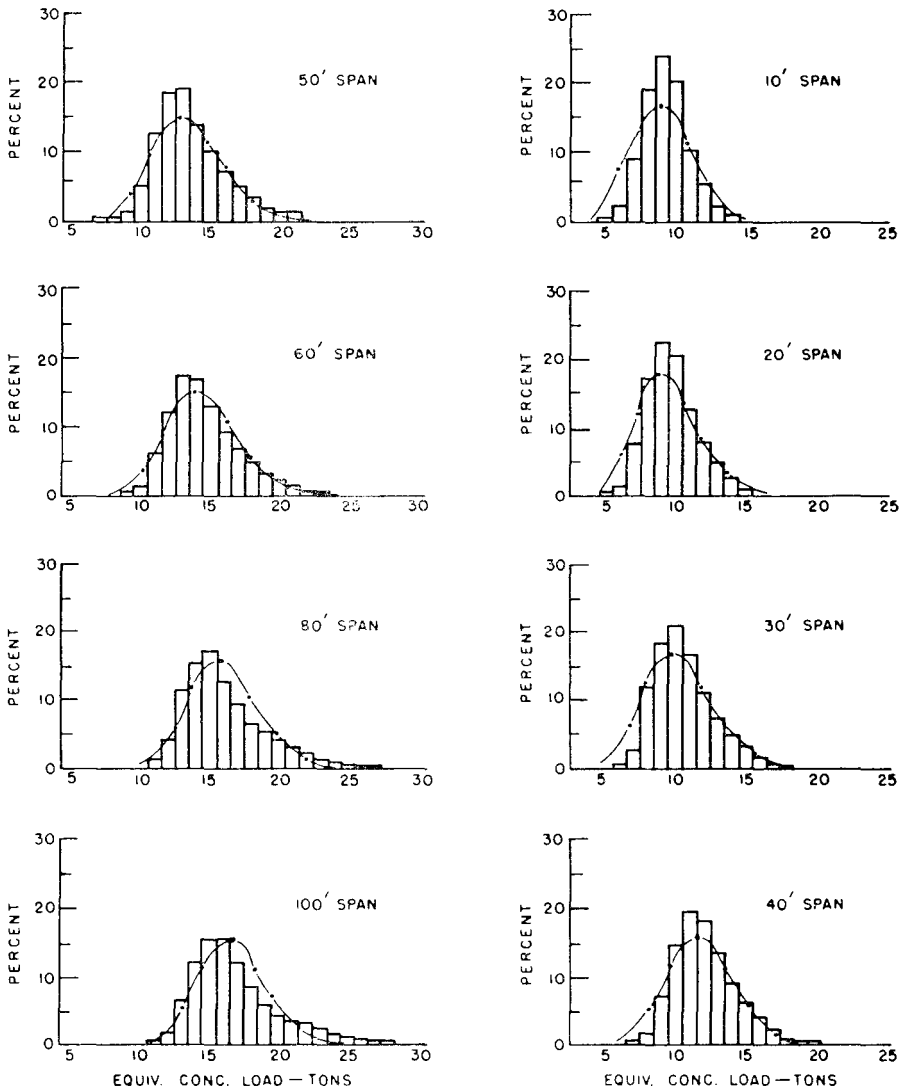 30
20
10
0
PERCENT
50' SPAN
5 10 15 20 25 30
30
20
10
0
PERCENT
10' SPAN
5 10 15 20 25
30
20
10
0
PERCENT
60' SPAN
5 10 15 20 25 30
30
20
10
0
PERCENT
20' SPAN
5 10 15 20 25
30
20
10
0
PERCENT
80' SPAN
5 10 15 20 25 30
30
20
10
0
PERCENT
30' SPAN
5 10 15 20 25
30
20
10
0
PERCENT
100' SPAN
5 10 15 20 25 30
EQUIV. CONC. LOAD — TONS
30
20
10
0
PERCENT
40' SPAN
5 10 15 20 25
EQUIV. CONC. LOAD — TONS